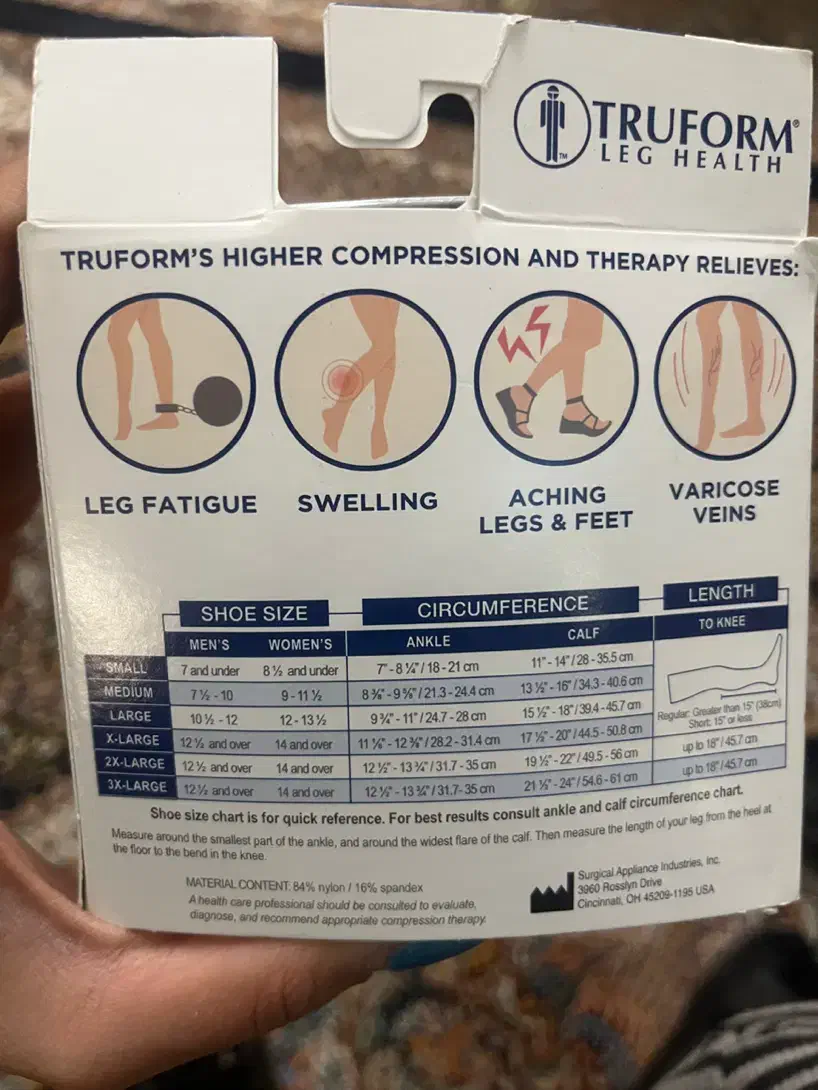 TRUFORM®
LEG HEALTH
TM
TRUFORM'S HIGHER COMPRESSION AND THERAPY RELIEVES:
LEG FATIGUE
SWELLING
ACHING
LEGS & FEET
VARICOSE
VEINS
SHOE SIZE CIRCUMFERENCE LENGTH
MEN'S WOMEN'S ANKLE CALF TO KNEE
SMALL 7 and under 8 ½ and under 7" - 8 ¼" / 18 - 21 cm 11" - 14" / 28 - 35.5 cm
MEDIUM 7 ½ - 10 9 - 11 ½ 8 ⅜" - 9 ⅝" / 21.3 - 24.4 cm 13 ½" - 16" / 34.3 - 40.6 cm
LARGE 10 ½ - 12 12 - 13 ½ 9 ¾" - 11" / 24.7 - 28 cm 15 ½" - 18" / 39.4 - 45.7 cm
Regular: Greater than 15" (38cm)
Short: 15" or less
X-LARGE 12 ½ and over 14 and over 11 ⅛" - 12 ⅜" / 28.2 - 31.4 cm 17 ½" - 20" / 44.5 - 50.8 cm up to 18" / 45.7 cm
2X-LARGE 12 ½ and over 14 and over 12 ½" - 13 ¾" / 31.7 - 35 cm 19 ½" - 22" / 49.5 - 56 cm up to 18" / 45.7 cm
3X-LARGE 12 ½ and over 14 and over 12 ½" - 13 ¾" / 31.7 - 35 cm 21 ½" - 24" / 54.6 - 61 cm
Shoe size chart is for quick reference. For best results consult ankle and calf circumference chart.
Measure around the smallest part of the ankle, and around the widest flare of the calf. Then measure the length of your leg from the heel at
the floor to the bend in the knee.
MATERIAL CONTENT: 84% nylon / 16% spandex
A health care professional should be consulted to evaluate,
diagnose, and recommend appropriate compression therapy.
Surgical Appliance Industries, Inc.
3960 Rosslyn Drive
Cincinnati, OH 45209-1195 USA